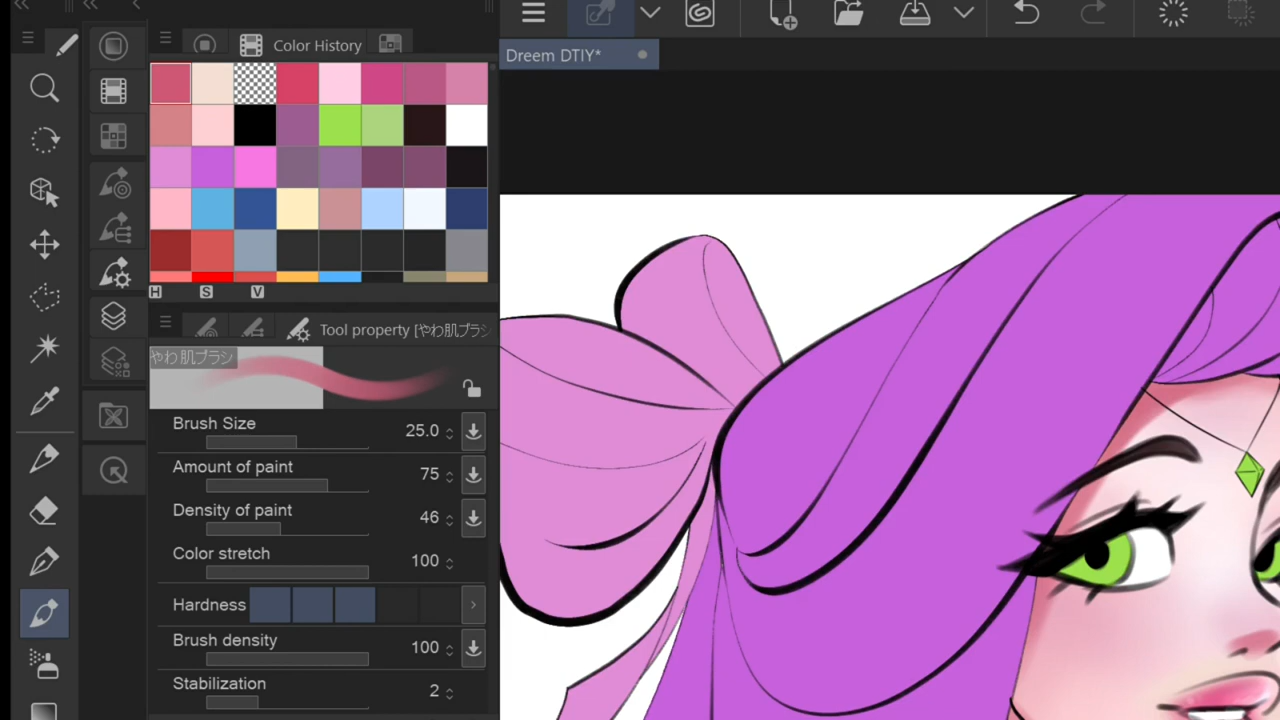 Color History
Dreem DTIY*
H S V
Tool property [やわ肌ブラシ
やわ肌ブラシ
Brush Size 25.0
Amount of paint 75
Density of paint 46
Color stretch 100
Hardness
Brush density 100
Stabilization 2